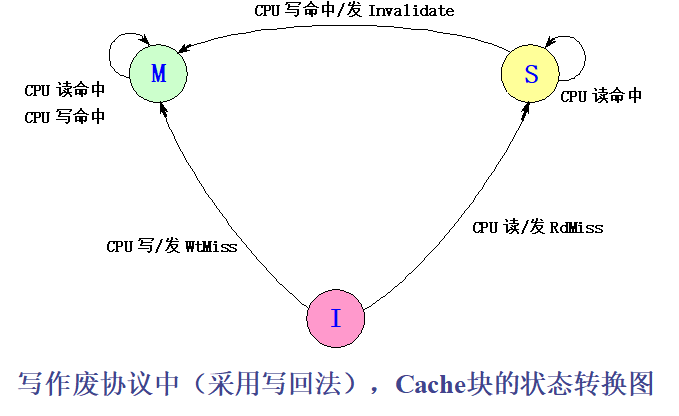 CPU 写命中/发 Invalidate
M
S
CPU 读命中
CPU 写命中
CPU 读命中
CPU 写/发 WtMiss
CPU 读/发 RdMiss
I
写作废协议中（采用写回法），Cache块的状态转换图